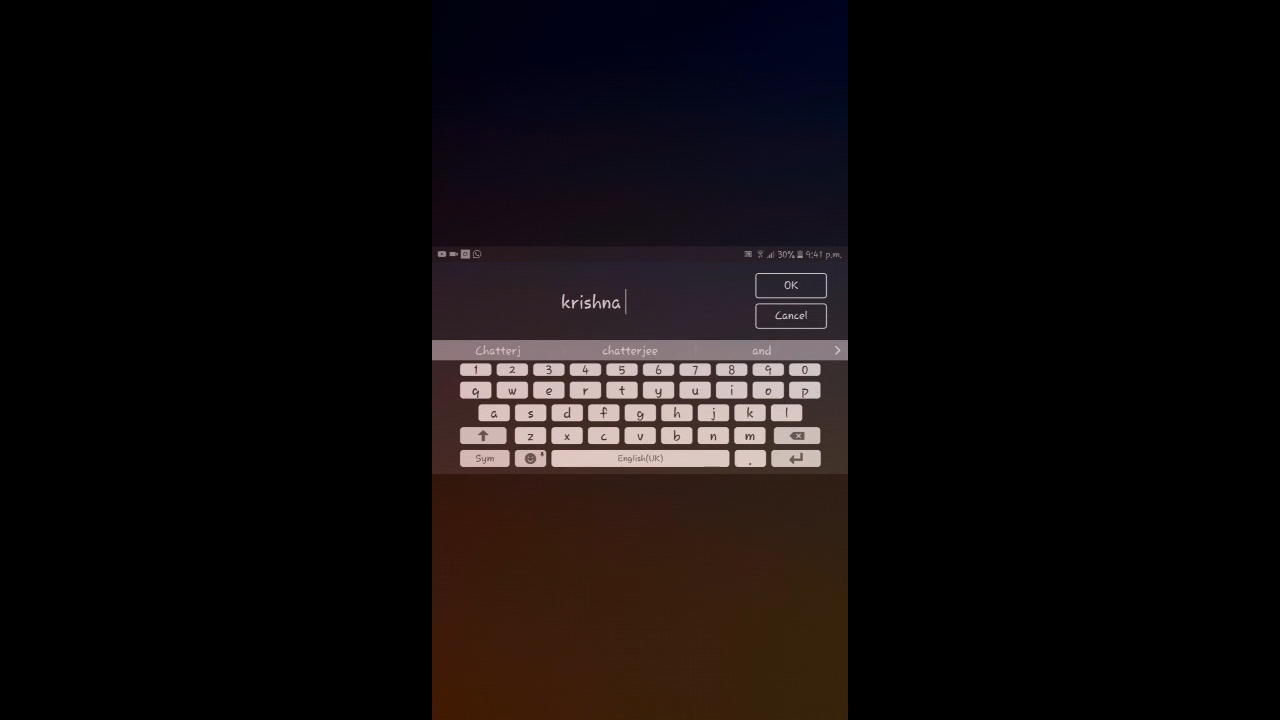 30% 9:41 p.m.
krishna
OK
Cancel
Chatterj chatterjee and
1 2 3 4 5 6 7 8 9 0
q w e r t y u i o p
a s d f g h j k l
z x c v b n m
Sym English(UK) .